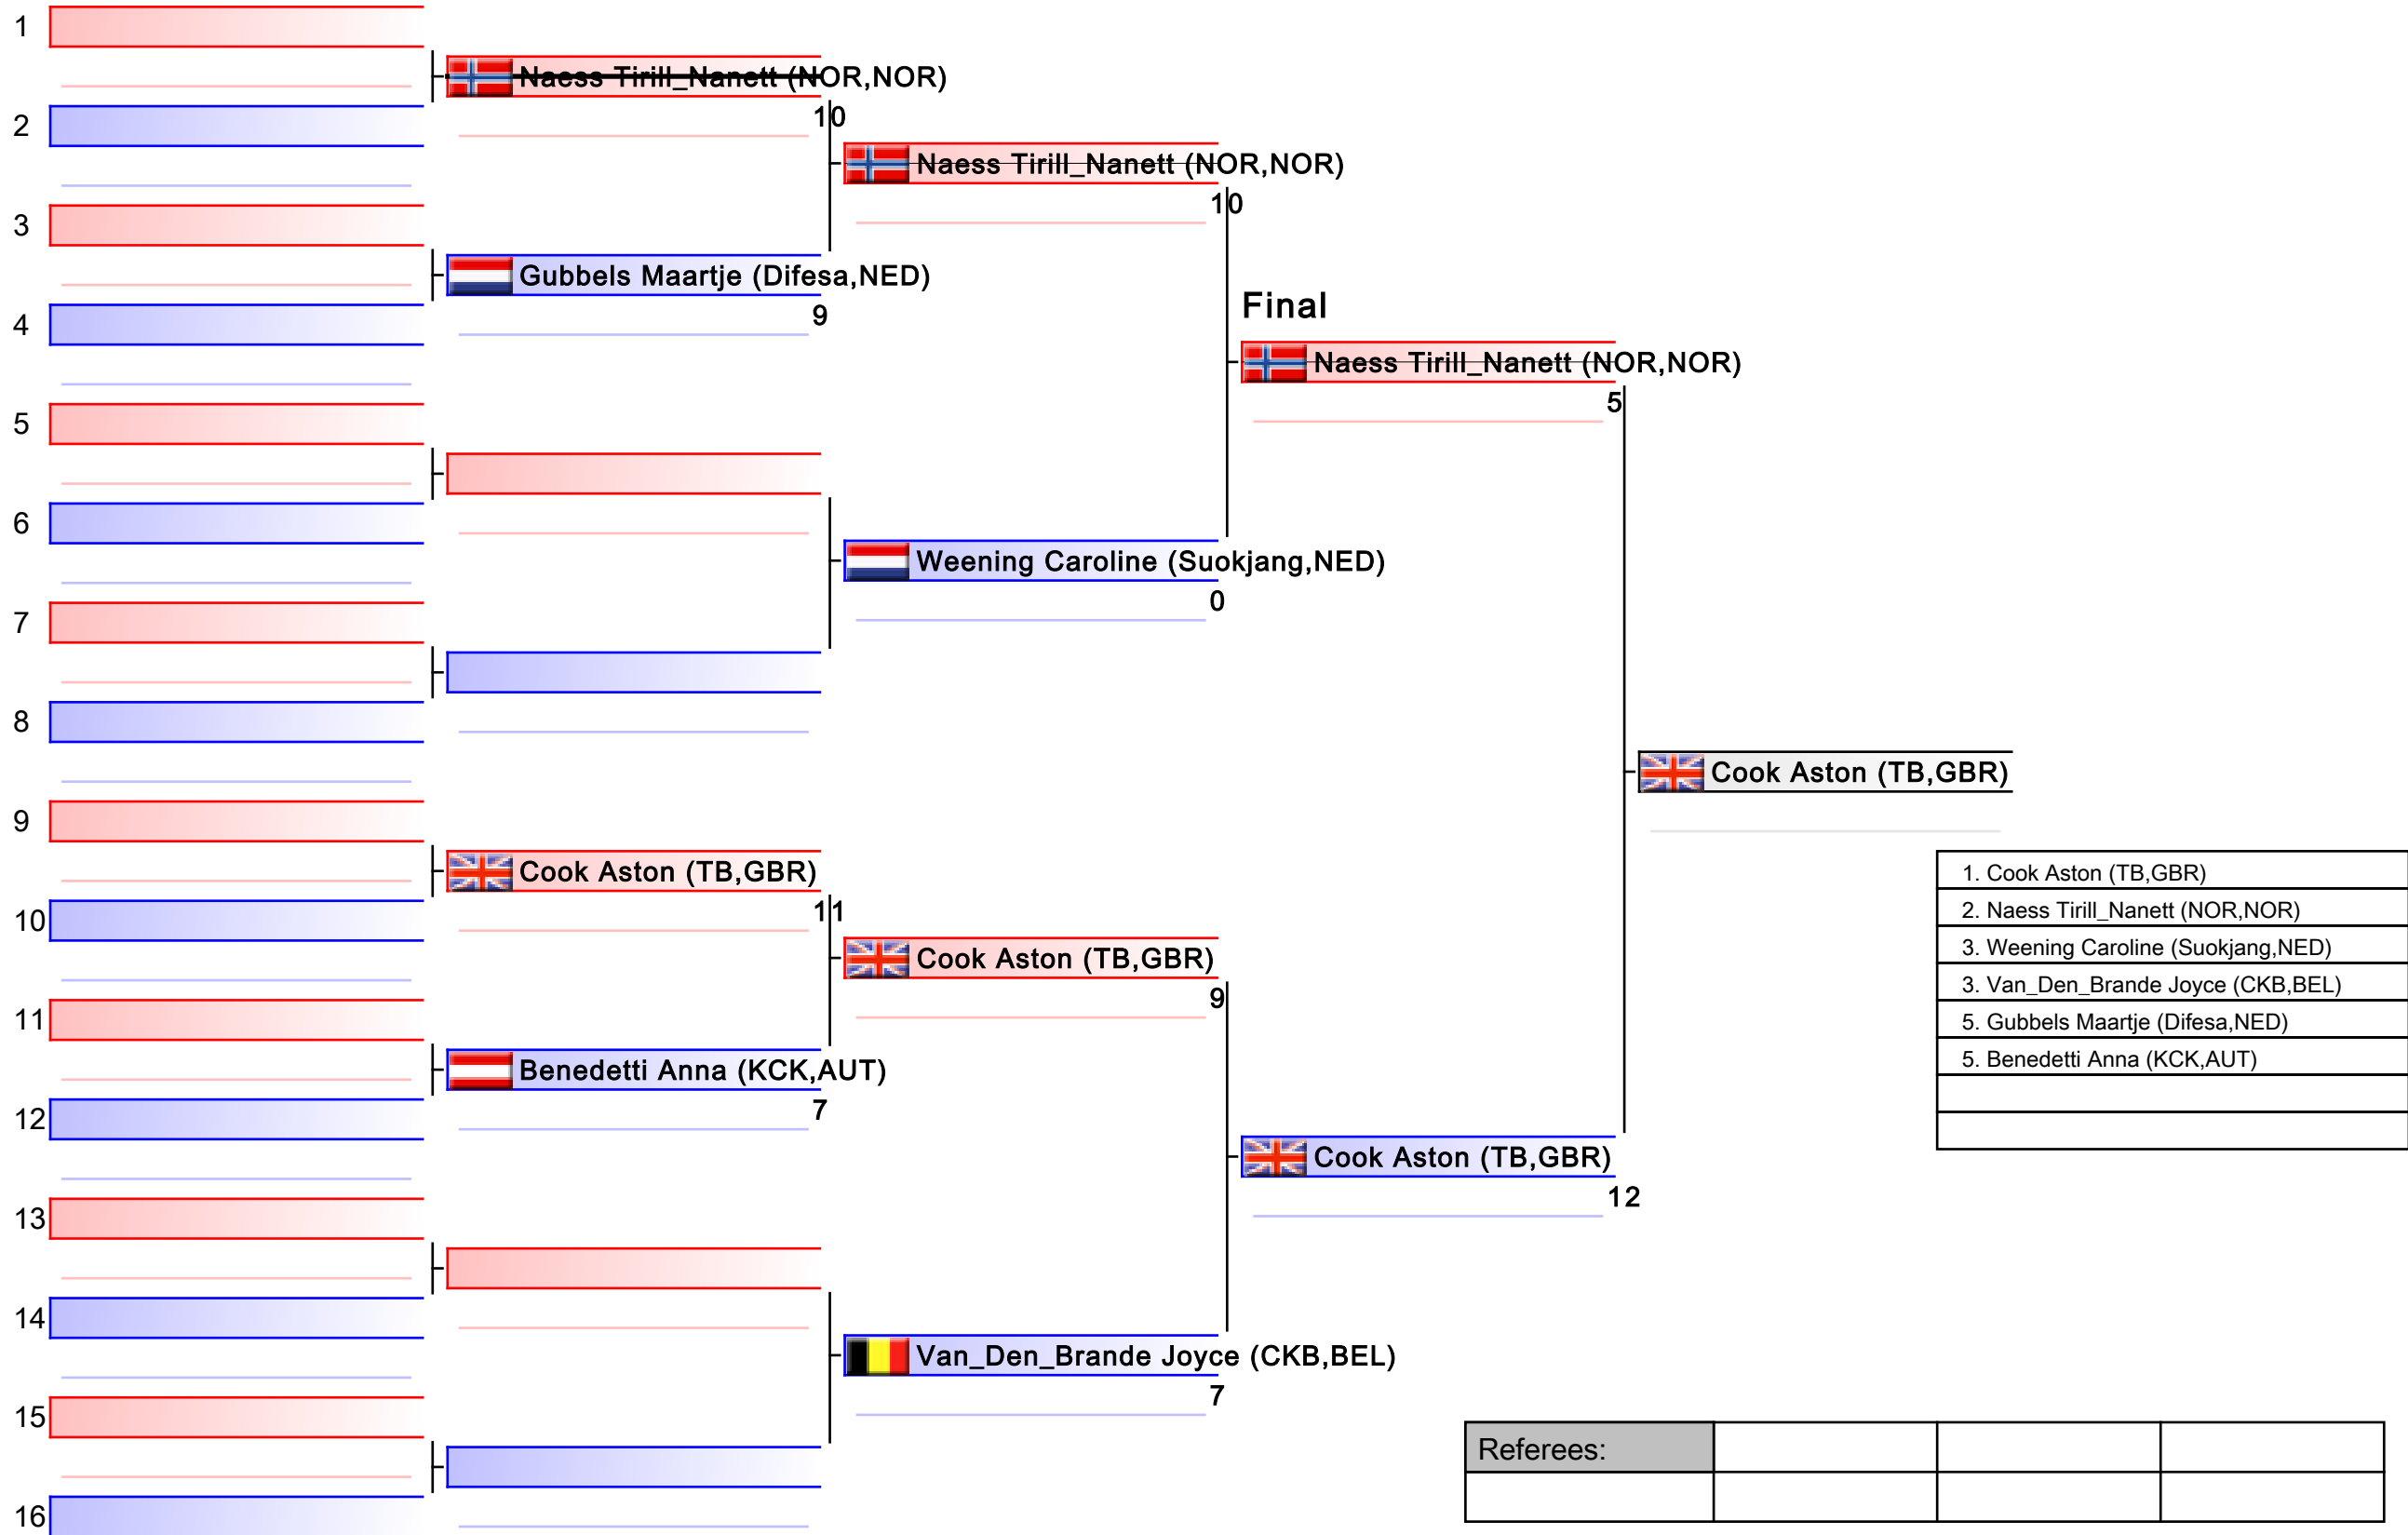 1
Naess Tirill_Nanett (NOR,NOR)
10
2
Naess Tirill_Nanett (NOR,NOR)
10
3
Gubbels Maartje (Difesa,NED)
9
4
Final
Naess Tirill_Nanett (NOR,NOR)
5
5
6
Weening Caroline (Suokjang,NED)
0
7
8
Cook Aston (TB,GBR)
9
Cook Aston (TB,GBR)
11
10
Cook Aston (TB,GBR)
9
11
Benedetti Anna (KCK,AUT)
7
12
Cook Aston (TB,GBR)
12
13
14
Van_Den_Brande Joyce (CKB,BEL)
7
15
16
1. Cook Aston (TB,GBR)
2. Naess Tirill_Nanett (NOR,NOR)
3. Weening Caroline (Suokjang,NED)
3. Van_Den_Brande Joyce (CKB,BEL)
5. Gubbels Maartje (Difesa,NED)
5. Benedetti Anna (KCK,AUT)
Referees: